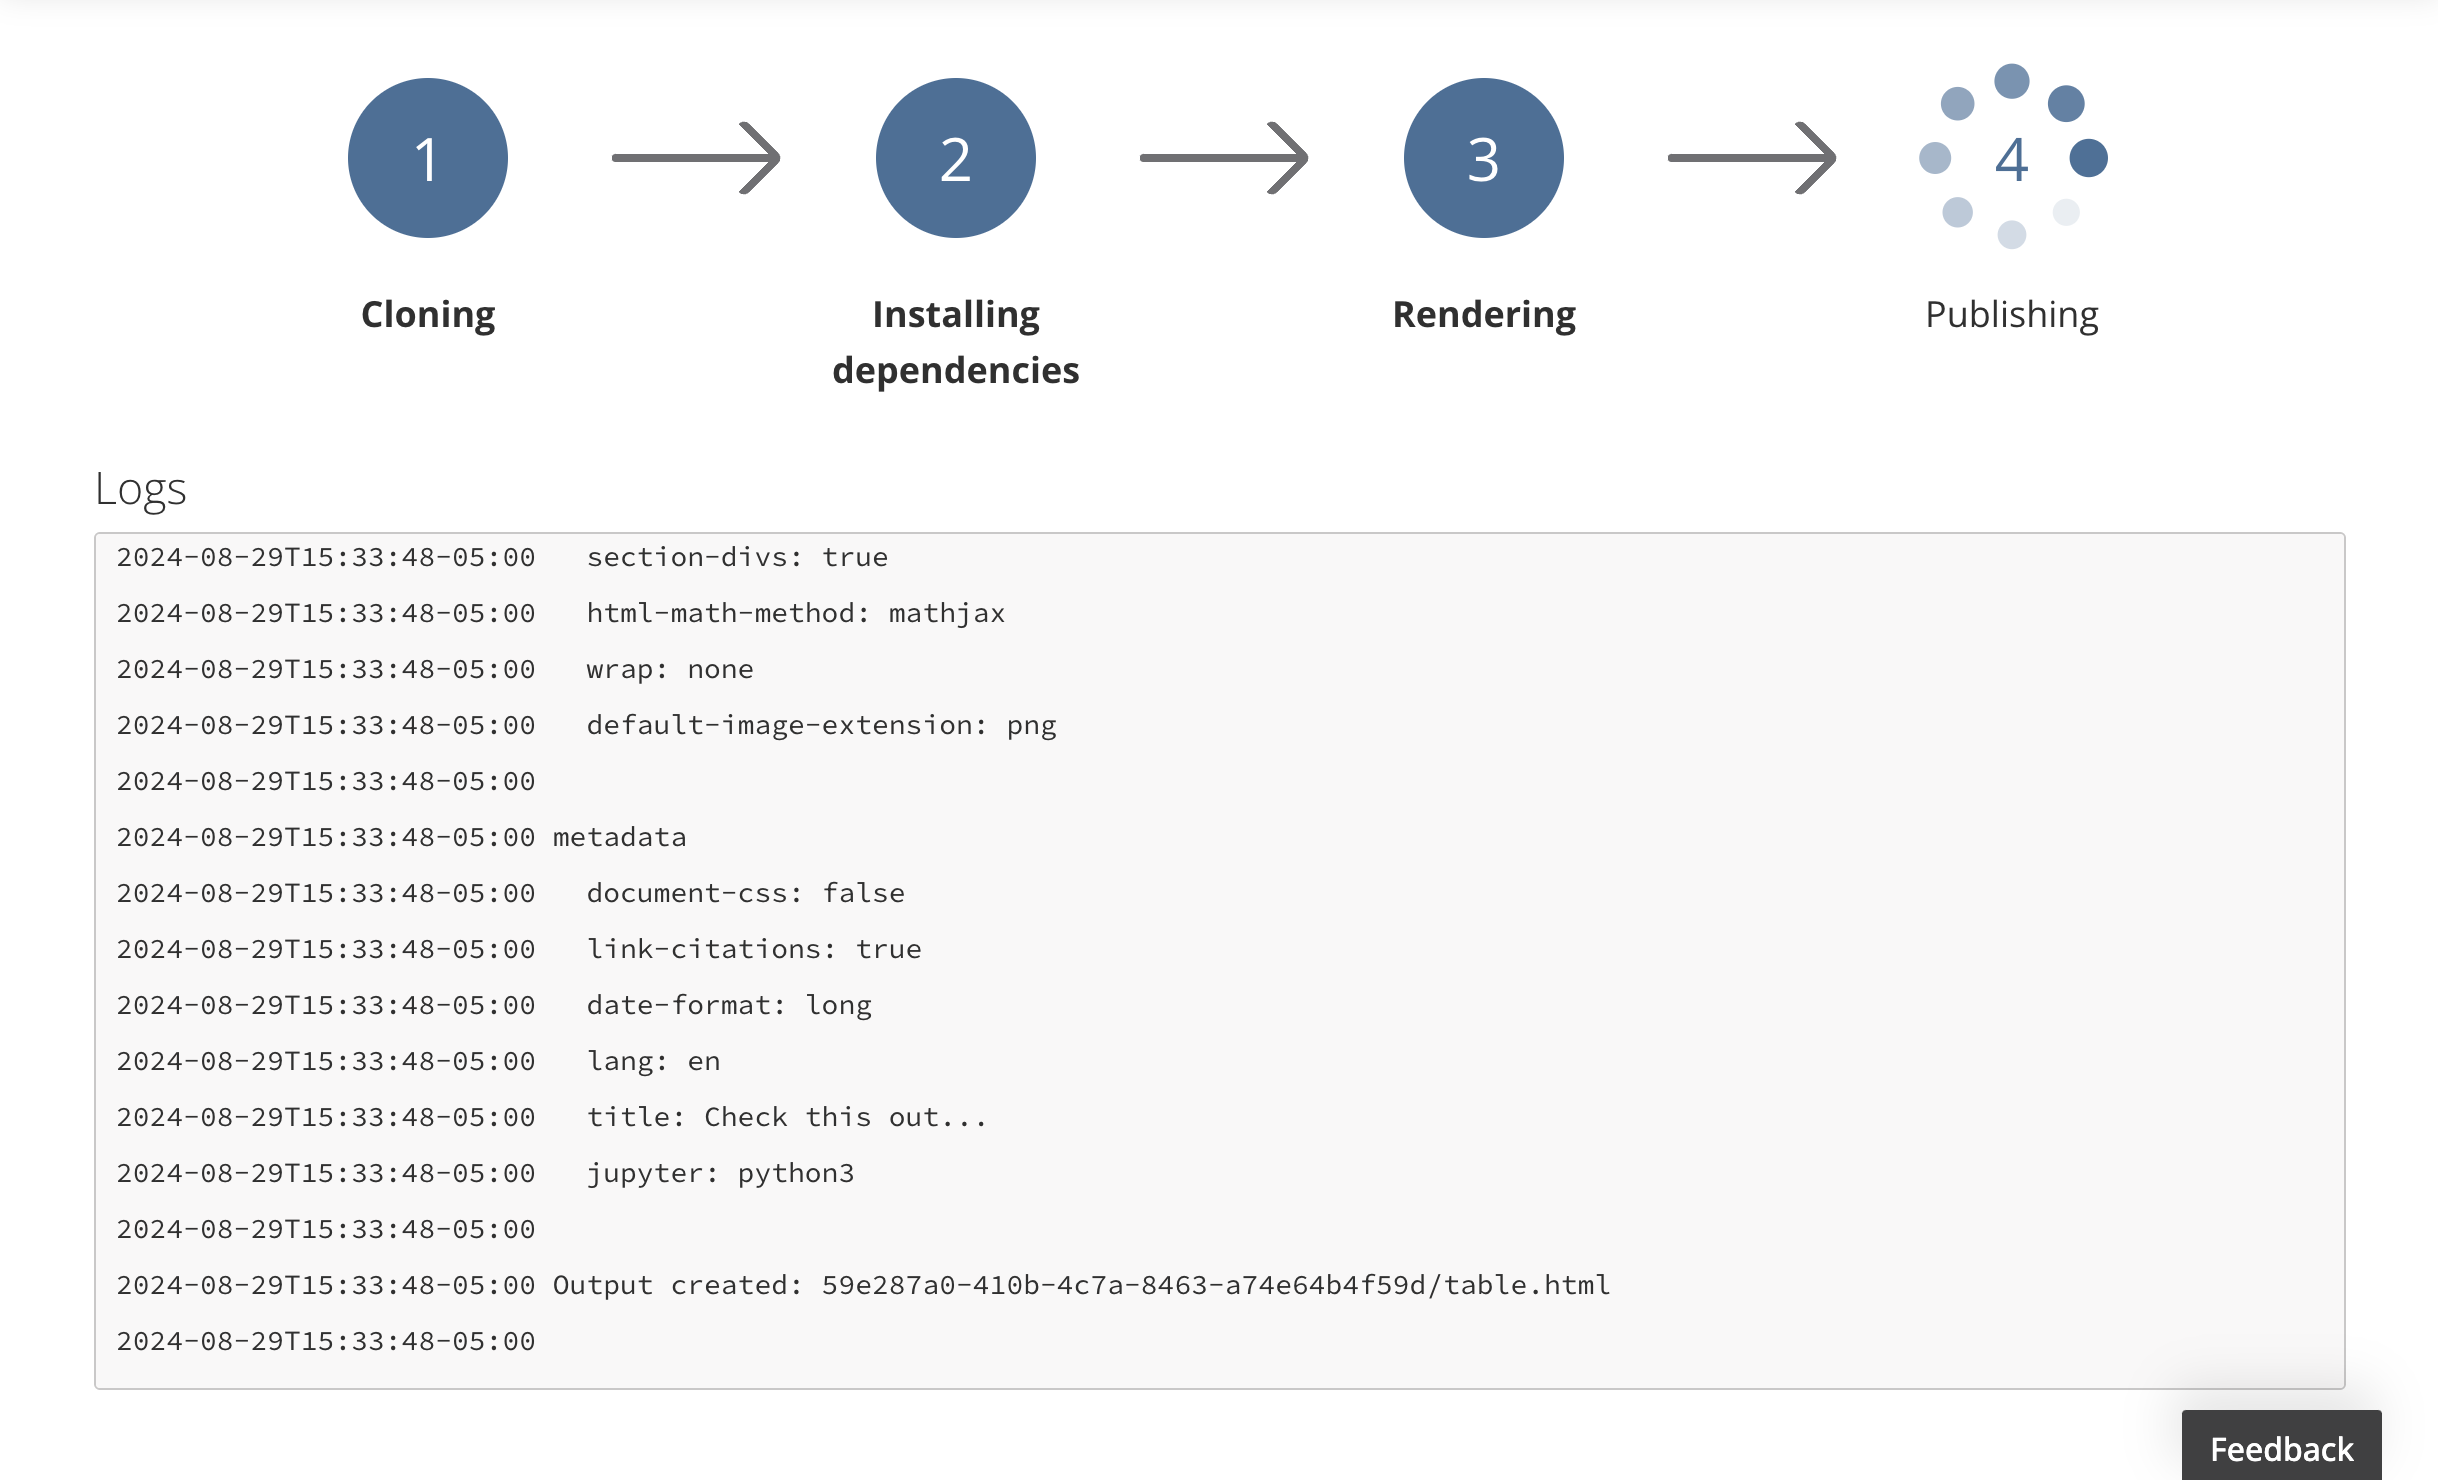 1
2
3
4
Cloning
Installing
dependencies
Rendering
Publishing
Logs
2024-08-29T15:33:48-05:00   section-divs: true
2024-08-29T15:33:48-05:00   html-math-method: mathjax
2024-08-29T15:33:48-05:00   wrap: none
2024-08-29T15:33:48-05:00   default-image-extension: png
2024-08-29T15:33:48-05:00
2024-08-29T15:33:48-05:00 metadata
2024-08-29T15:33:48-05:00   document-css: false
2024-08-29T15:33:48-05:00   link-citations: true
2024-08-29T15:33:48-05:00   date-format: long
2024-08-29T15:33:48-05:00   lang: en
2024-08-29T15:33:48-05:00   title: Check this out...
2024-08-29T15:33:48-05:00   jupyter: python3
2024-08-29T15:33:48-05:00
2024-08-29T15:33:48-05:00 Output created: 59e287a0-410b-4c7a-8463-a74e64b4f59d/table.html
2024-08-29T15:33:48-05:00
Feedback